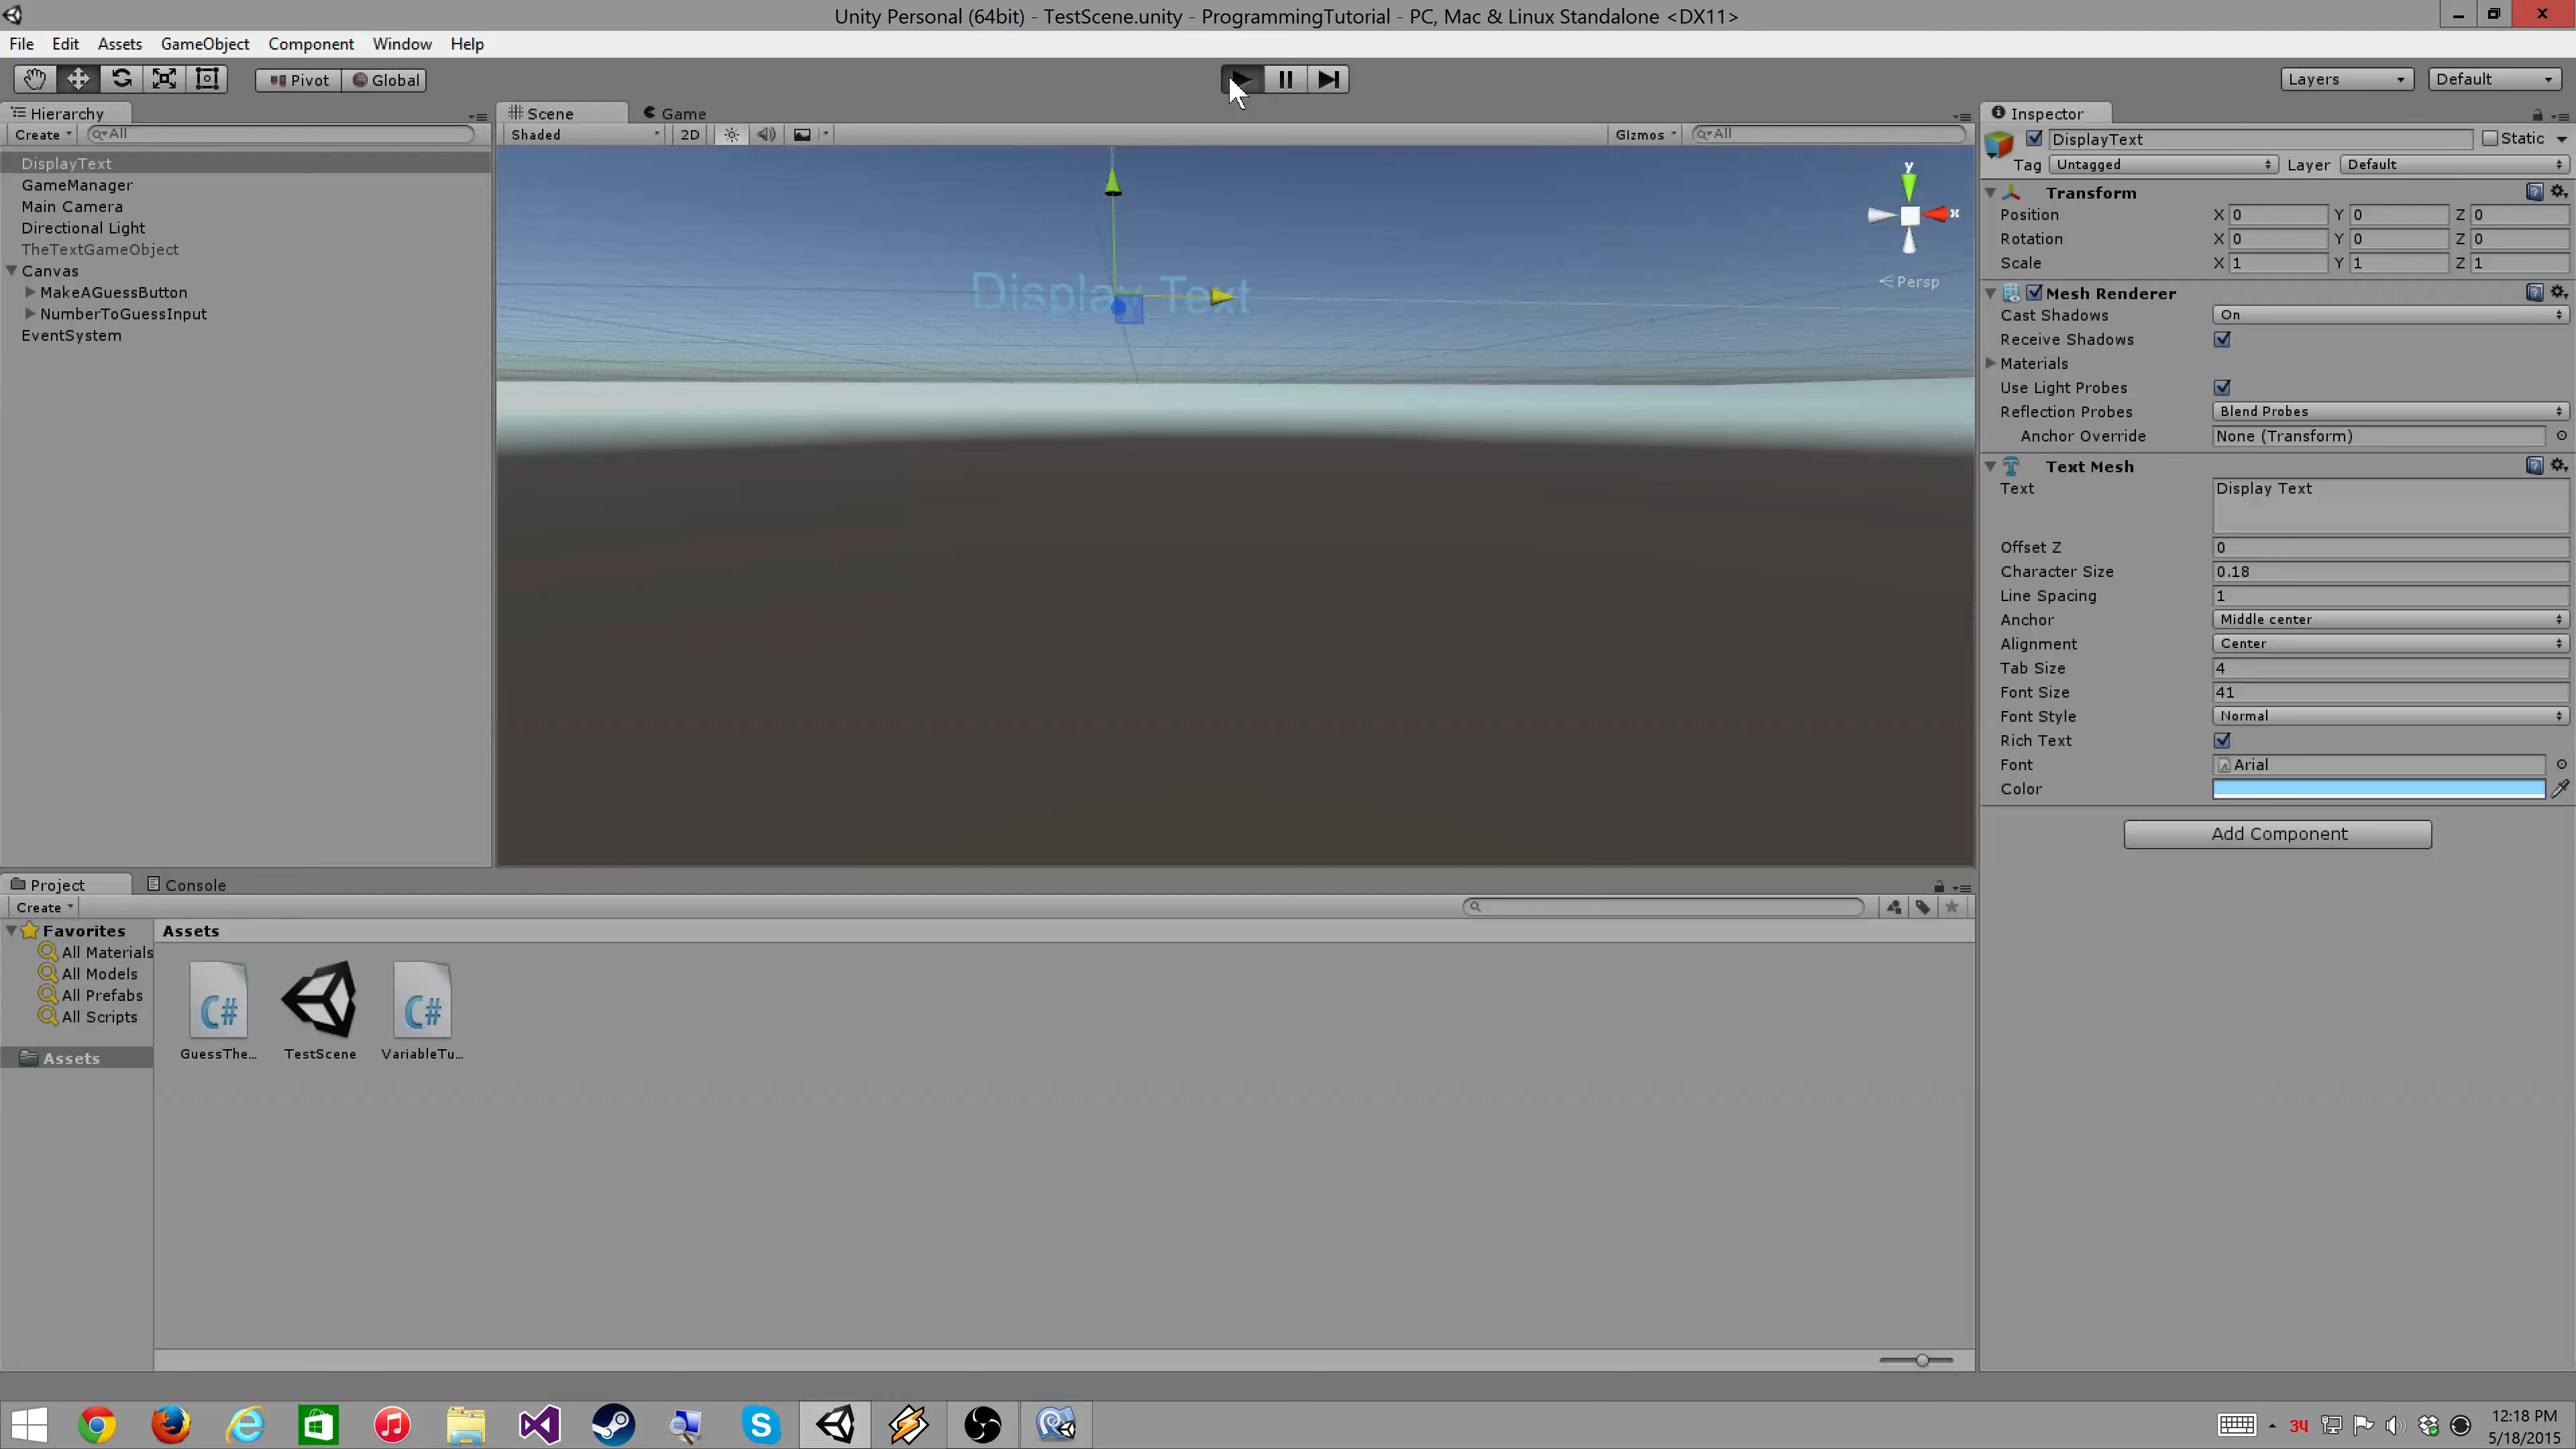 Unity Personal (64bit) - TestScene.unity - ProgrammingTutorial - PC, Mac & Linux Standalone <DX11>
File Edit Assets GameObject Component Window Help
Pivot Global Layers Default
Hierarchy
Create All
DisplayText
GameManager
Main Camera
Directional Light
TheTextGameObject
Canvas
MakeAGuessButton
NumberToGuessInput
EventSystem
Scene Game
Shaded 2D Gizmos All
y
x
Persp
Display Text
Inspector
DisplayText Static
Tag Untagged Layer Default
Transform
Position X 0 Y 0 Z 0
Rotation X 0 Y 0 Z 0
Scale X 1 Y 1 Z 1
Mesh Renderer
Cast Shadows On
Receive Shadows
Materials
Use Light Probes
Reflection Probes Blend Probes
Anchor Override None (Transform)
Text Mesh
Text Display Text
Offset Z 0
Character Size 0.18
Line Spacing 1
Anchor Middle center
Alignment Center
Tab Size 4
Font Size 41
Font Style Normal
Rich Text
Font Arial
Color
Add Component
Project Console
Create
Favorites
All Materials
All Models
All Prefabs
All Scripts
Assets
Assets
C# C#
GuessThe... TestScene VariableTu...
34 12:18 PM
5/18/2015